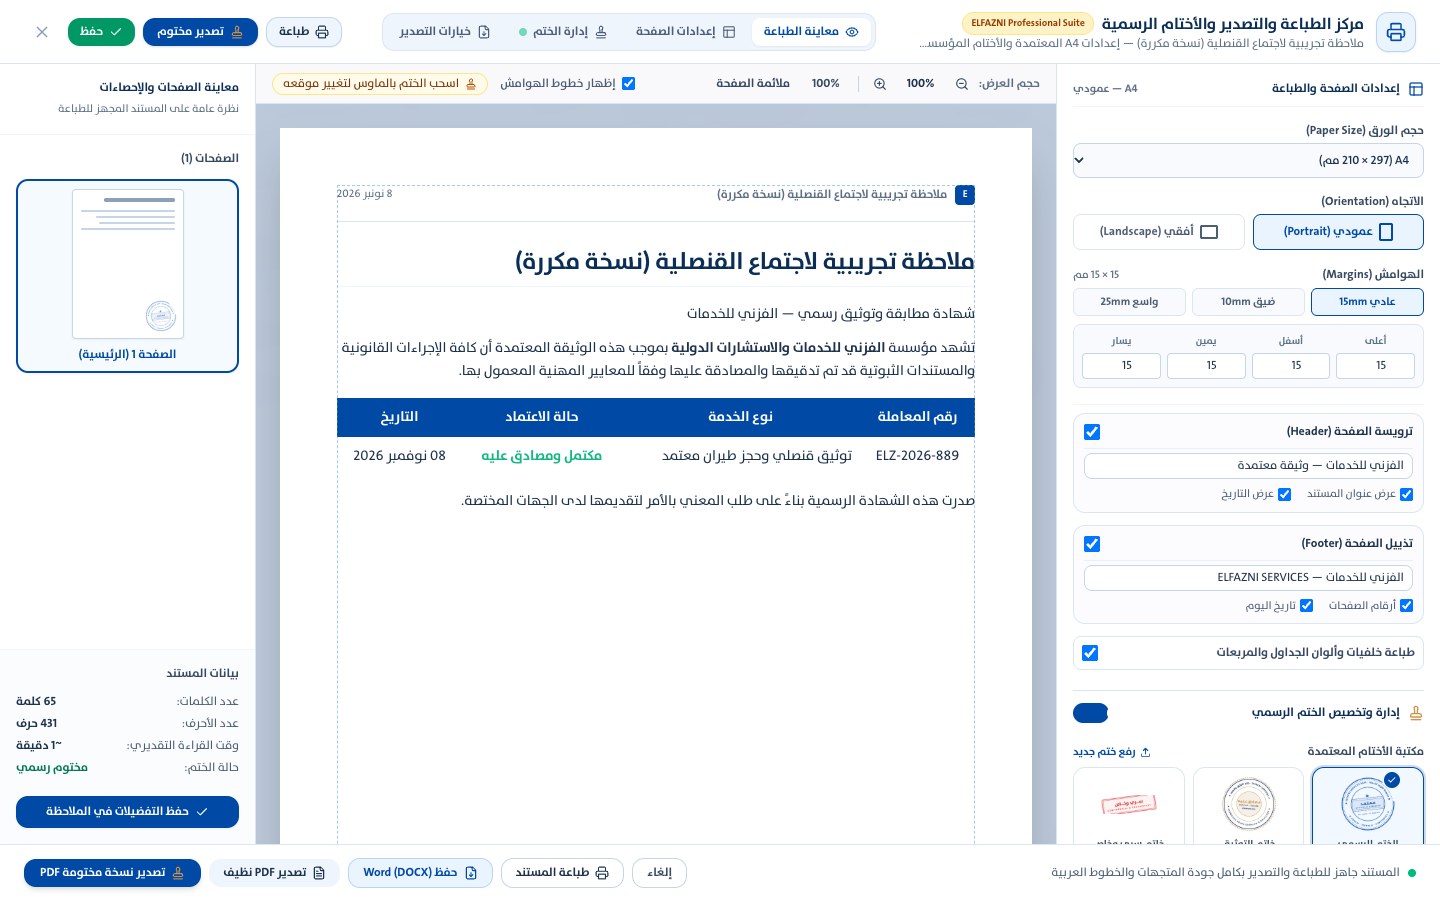 مركز الطباعة والتصدير والأختام الرسمية ELFAZNI Professional Suite
ملاحظة تجريبية لاجتماع القنصلية (نسخة مكررة) — إعدادات A4 المعتمدة والأختام المؤسس...
معاينة الطباعة
إعدادات الصفحة
إدارة الختم
خيارات التصدير
طباعة
تصدير مختوم
حفظ
إعدادات الصفحة والطباعة
A4 — عمودي
حجم الورق (Paper Size)
A4 (210 × 297 مم)
الاتجاه (Orientation)
عمودي (Portrait)
أفقي (Landscape)
الهوامش (Margins)
15 × 15 مم
عادي 15mm
ضيق 10mm
واسع 25mm
أعلى
أسفل
يمين
يسار
15
15
15
15
ترويسة الصفحة (Header)
الفزني للخدمات — وثيقة معتمدة
عرض عنوان المستند
عرض التاريخ
تذييل الصفحة (Footer)
الفزني للخدمات — ELFAZNI SERVICES
أرقام الصفحات
تاريخ اليوم
طباعة خلفيات وألوان الجداول والمربعات
إدارة وتخصيص الختم الرسمي
مكتبة الأختام المعتمدة
رفع ختم جديد
حجم العرض:
100%
100%
ملائمة الصفحة
إظهار خطوط الهوامش
اسحب الختم بالماوس لتغيير موقعه
E
ملاحظة تجريبية لاجتماع القنصلية (نسخة مكررة)
8 نونبر 2026
ملاحظة تجريبية لاجتماع القنصلية (نسخة مكررة)
شهادة مطابقة وتوثيق رسمي — الفزني للخدمات
تشهد مؤسسة الفزني للخدمات والاستشارات الدولية بموجب هذه الوثيقة المعتمدة أن كافة الإجراءات القانونية
والمستندات الثبوتية قد تم تدقيقها والمصادقة عليها وفقاً للمعايير المهنية المعمول بها.
رقم المعاملة
نوع الخدمة
حالة الاعتماد
التاريخ
ELZ-2026-889
توثيق قنصلي وحجز طيران معتمد
مكتمل ومصادق عليه
08 نوفمبر 2026
صدرت هذه الشهادة الرسمية بناءً على طلب المعني بالأمر لتقديمها لدى الجهات المختصة.
معاينة الصفحات والإحصاءات
نظرة عامة على المستند المجهز للطباعة
الصفحات (1)
الصفحة 1 (الرئيسية)
بيانات المستند
عدد الكلمات:
65 كلمة
عدد الأحرف:
431 حرف
وقت القراءة التقديري:
~1 دقيقة
حالة الختم:
مختوم رسمي
حفظ التفضيلات في الملاحظة
المستند جاهز للطباعة والتصدير بكامل جودة المتجهات والخطوط العربية
إلغاء
طباعة المستند
حفظ Word (DOCX)
تصدير PDF نظيف
تصدير نسخة مختومة PDF